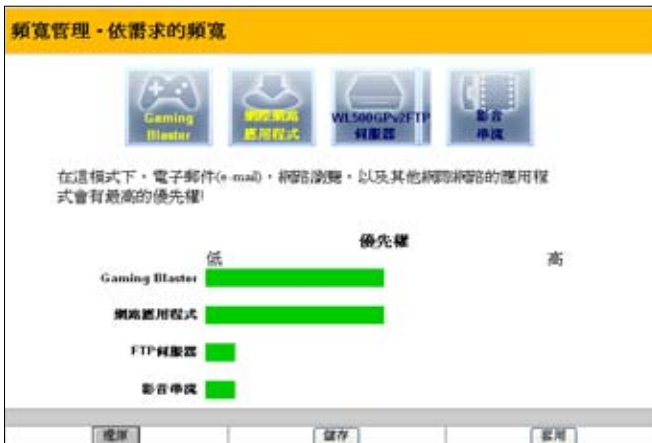 頻寬管理・依需求的頻寬
Gaming
Blaster
網際網路
應用程式
WL500GPv2FTP
伺服器
影音
串流
在這模式下，電子郵件(e-mail)，網路瀏覽，以及其他網際網路的應用程
式會有最高的優先權!
優先權
低
高
Gaming Blaster
網路應用程式
FTP伺服器
影音串流
復原
儲存
套用